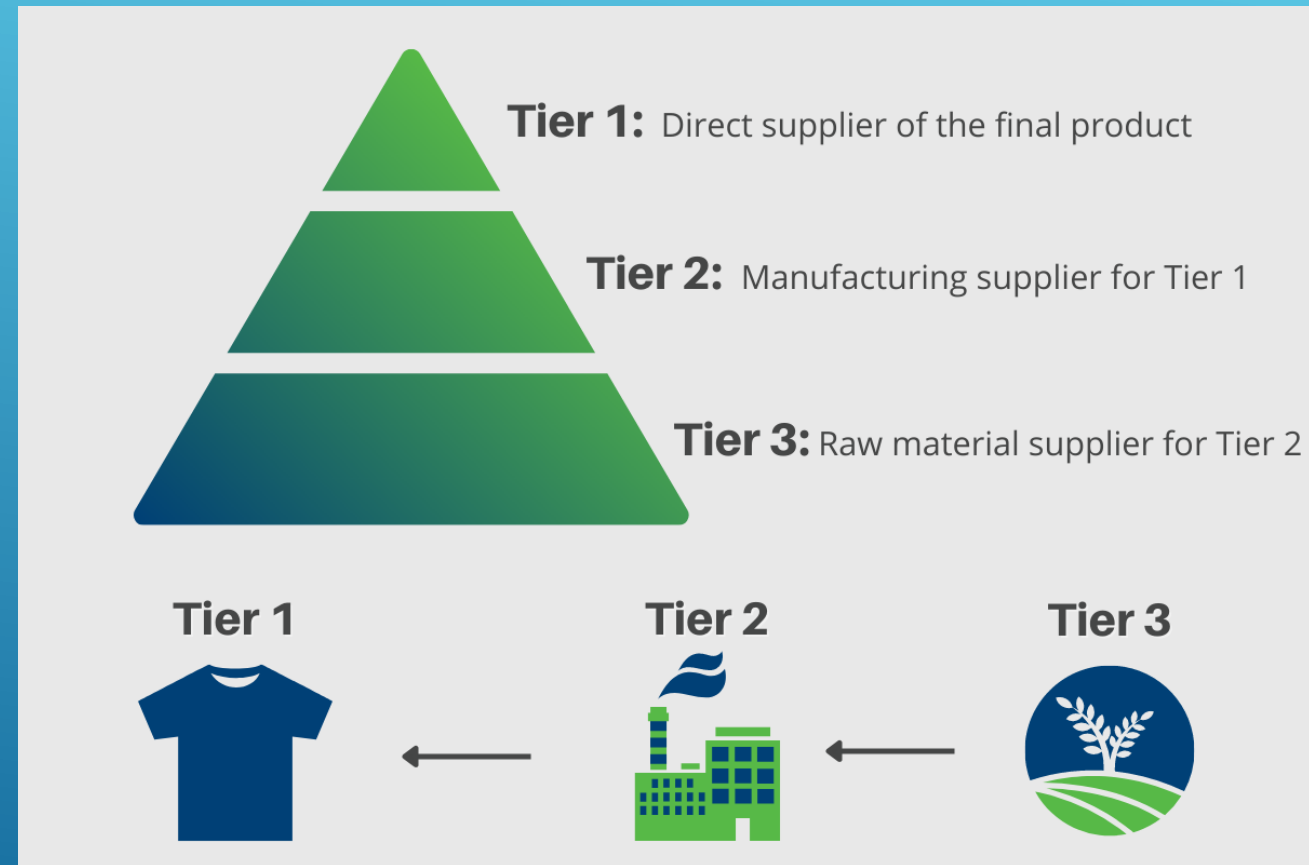 Tier 1: Direct supplier of the final product
Tier 2: Manufacturing supplier for Tier 1
Tier 3: Raw material supplier for Tier 2
Tier 1
Tier 2
Tier 3